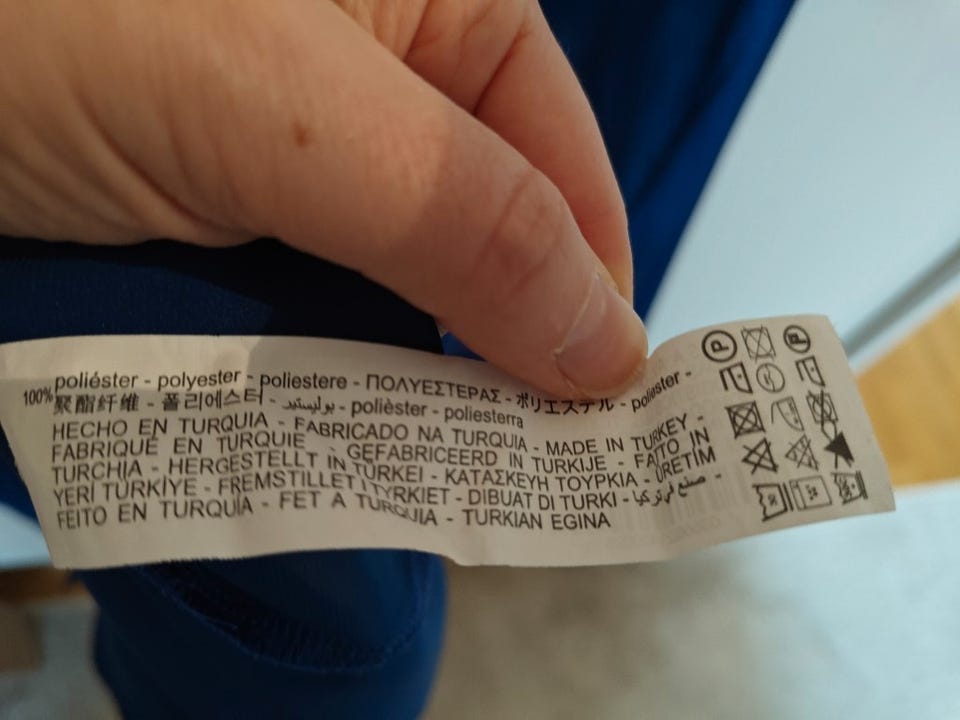 100% poliéster - polyester - poliestere - ΠΟΛΥΕΣΤΕΡΑΣ - ポリエステル - poliester -
聚酯纤维 - 폴리에스터 - بوليستير - polièster - poliesterra
HECHO EN TURQUIA - FABRICADO NA TURQUIA - MADE IN TURKEY -
FABRIQUÉ EN TURQUIE - GEFABRICEERD IN TURKIJE - FATTO IN
TURCHIA - HERGESTELLT IN TÜRKEI - ΚΑΤΑΣΚΕΥΗ ΤΟΥΡΚΙΑ - ÜRETIM
YERİ TÜRKİYE - FREMSTILLET I TYRKIET - DIBUAT DI TURKI - صنع في تركيا -
FEITO EN TURQUÍA - FET A TURQUIA - TURKIAN EGINA
P P